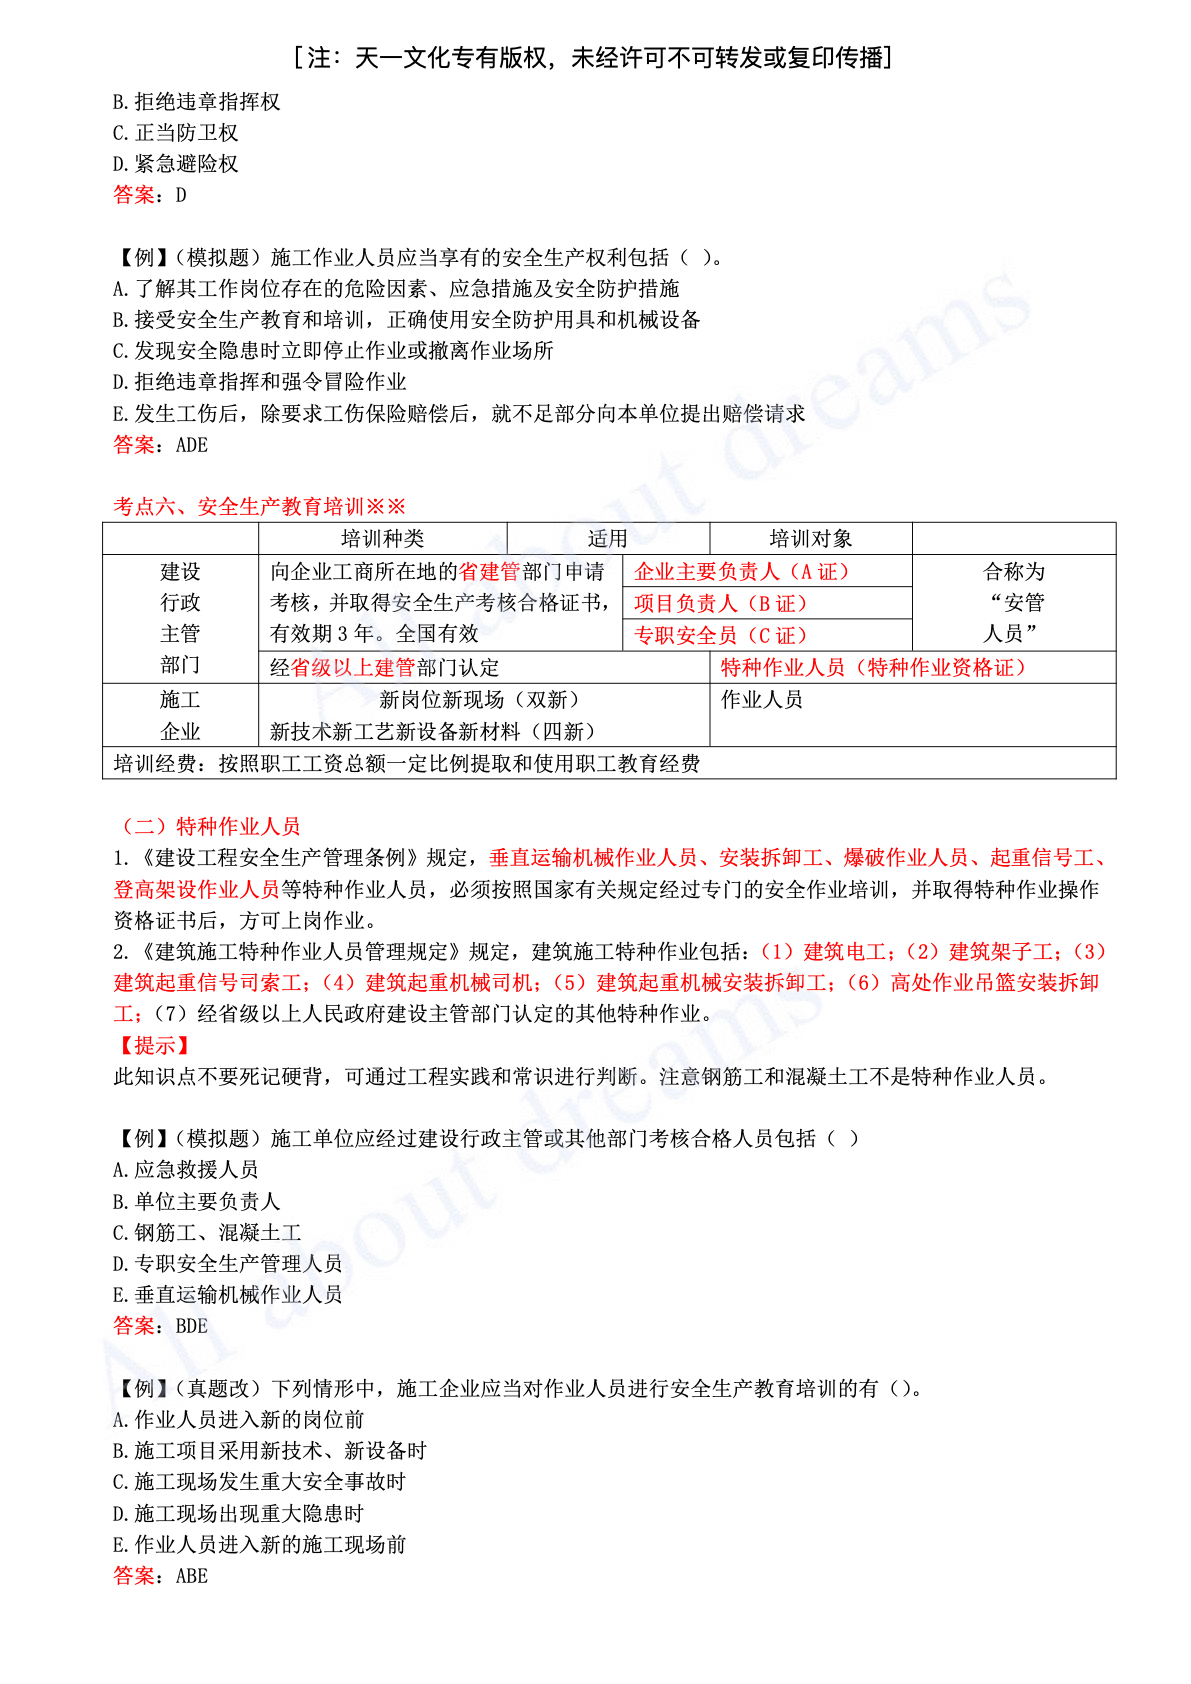 [注：天一文化专有版权，未经许可不可转发或复印传播]
B.拒绝违章指挥权
C.正当防卫权
D.紧急避险权
答案：D
【例】（模拟题）施工作业人员应当享有的安全生产权利包括（ ）。
A.了解其工作岗位存在的危险因素、应急措施及安全防护措施
B.接受安全生产教育和培训，正确使用安全防护用具和机械设备
C.发现安全隐患时立即停止作业或撤离作业场所
D.拒绝违章指挥和强令冒险作业
E.发生工伤后，除要求工伤保险赔偿后，就不足部分向本单位提出赔偿请求
答案：ADE
考点六、安全生产教育培训※※
培训种类 适用 培训对象
建设 向企业工商所在地的省建管部门申请 企业主要负责人（A 证） 合称为
行政 考核，并取得安全生产考核合格证书， 项目负责人（B 证） “安管
主管 有效期 3 年。全国有效 专职安全员（C 证） 人员”
部门 经省级以上建管部门认定 特种作业人员（特种作业资格证）
施工 新岗位新现场（双新） 作业人员
企业 新技术新工艺新设备新材料（四新）
培训经费：按照职工工资总额一定比例提取和使用职工教育经费
（二）特种作业人员
1.《建设工程安全生产管理条例》规定，垂直运输机械作业人员、安装拆卸工、爆破作业人员、起重信号工、
登高架设作业人员等特种作业人员，必须按照国家有关规定经过专门的安全作业培训，并取得特种作业操作
资格证书后，方可上岗作业。
2.《建筑施工特种作业人员管理规定》规定，建筑施工特种作业包括：（1）建筑电工；（2）建筑架子工；（3）
建筑起重信号司索工；（4）建筑起重机械司机；（5）建筑起重机械安装拆卸工；（6）高处作业吊篮安装拆卸
工；（7）经省级以上人民政府建设主管部门认定的其他特种作业。
【提示】
此知识点不要死记硬背，可通过工程实践和常识进行判断。注意钢筋工和混凝土工不是特种作业人员。
【例】（模拟题）施工单位应经过建设行政主管或其他部门考核合格人员包括（ ）
A.应急救援人员
B.单位主要负责人
C.钢筋工、混凝土工
D.专职安全生产管理人员
E.垂直运输机械作业人员
答案：BDE
【例】（真题改）下列情形中，施工企业应当对作业人员进行安全生产教育培训的有（）。
A.作业人员进入新的岗位前
B.施工项目采用新技术、新设备时
C.施工现场发生重大安全事故时
D.施工现场出现重大隐患时
E.作业人员进入新的施工现场前
答案：ABE
All about dreams
All about dreams